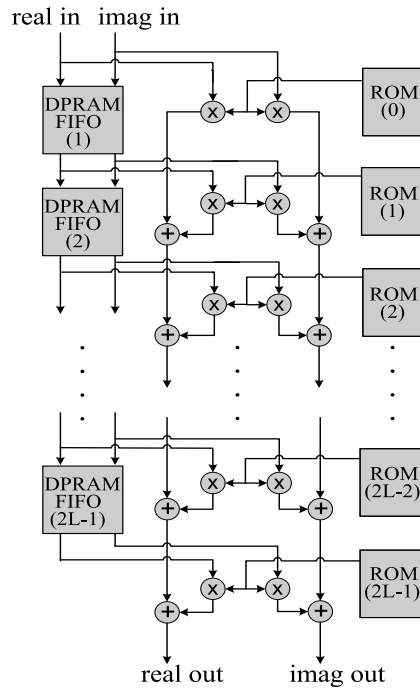 real in imag in
DPRAM
FIFO
(1)
x
x
ROM
(0)
DPRAM
FIFO
(2)
x
x
ROM
(1)
+
+
x
x
ROM
(2)
+
+
DPRAM
FIFO
(2L-1)
x
x
ROM
(2L-2)
+
+
x
x
ROM
(2L-1)
+
+
real out imag out